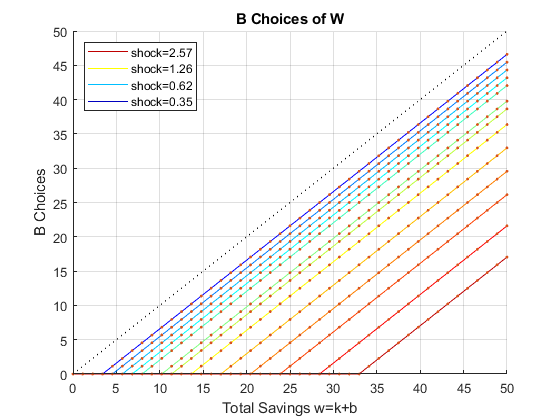 B Choices of W
50
45
40
35
30
25
20
15
10
5
0
B Choices
shock=2.57
shock=1.26
shock=0.62
shock=0.35
0 5 10 15 20 25 30 35 40 45 50
Total Savings w=k+b